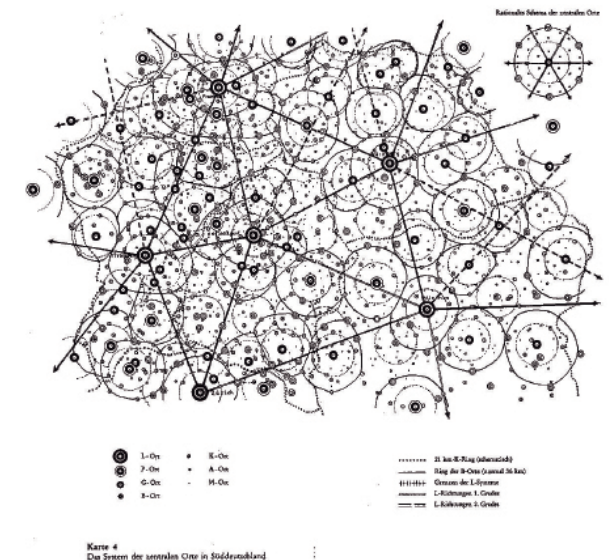 Rationales Schema der zentralen Orte
Zürich
L-Ort
P-Ort
G-Ort
B-Ort
K-Ort
A-Ort
M-Ort
21 km-K-Ring (schematisch)
Ring der B-Orte (normal 36 km)
Grenzen der L-Systeme
L-Richtungen 1. Grades
L-Richtungen 2. Grades
Karte 4
Das System der zentralen Orte in Süddeutschland